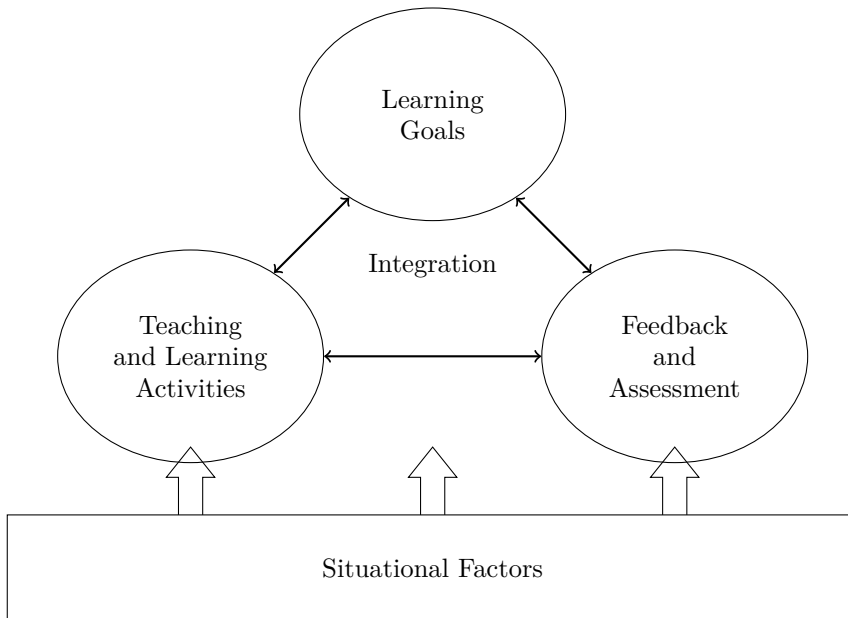 Learning
Goals
Integration
Teaching
and Learning
Activities
Feedback
and
Assessment
Situational Factors